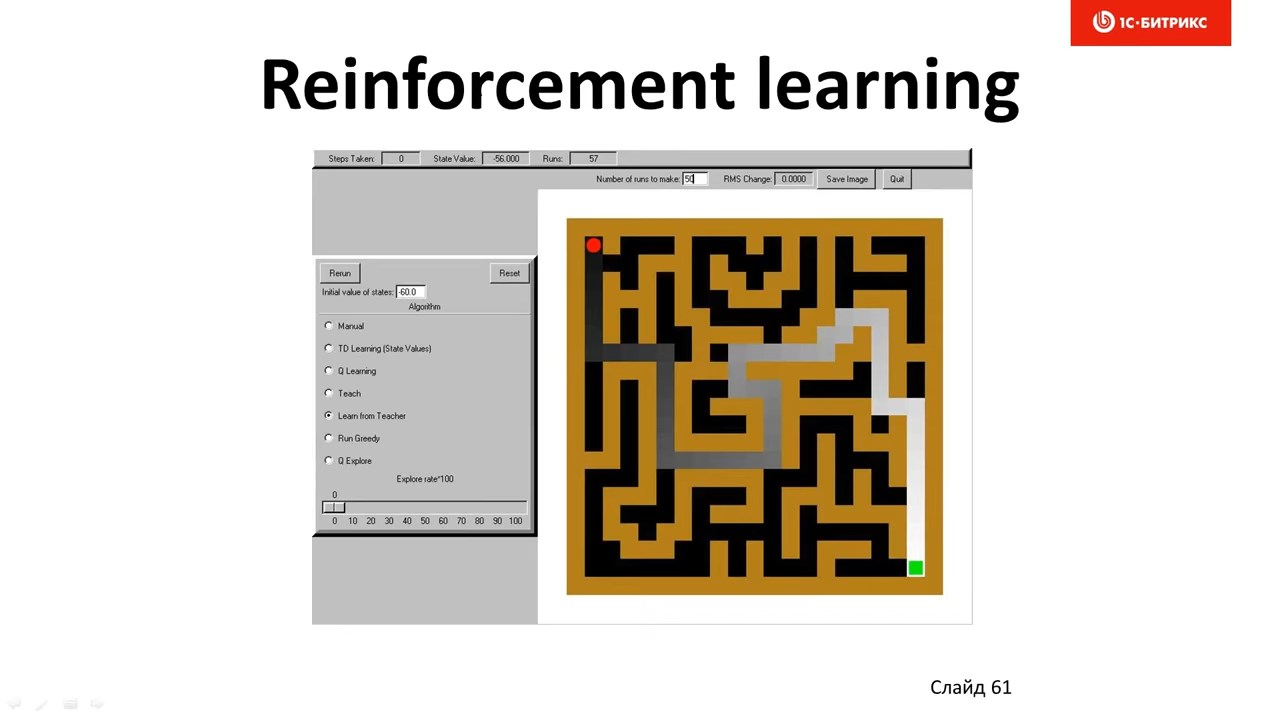 1С-БИТРИКС
Reinforcement learning
Steps Taken: 0 State Value: -56.000 Runs: 57
Number of runs to make: 50 RMS Change: 0.0000 Save Image Quit
Rerun Reset
Initial value of states: -60.0
Algorithm
Manual
TD Learning (State Values)
Q Learning
Teach
Learn from Teacher
Run Greedy
Q Explore
Explore rate*100
0
0 10 20 30 40 50 60 70 80 90 100
Слайд 61